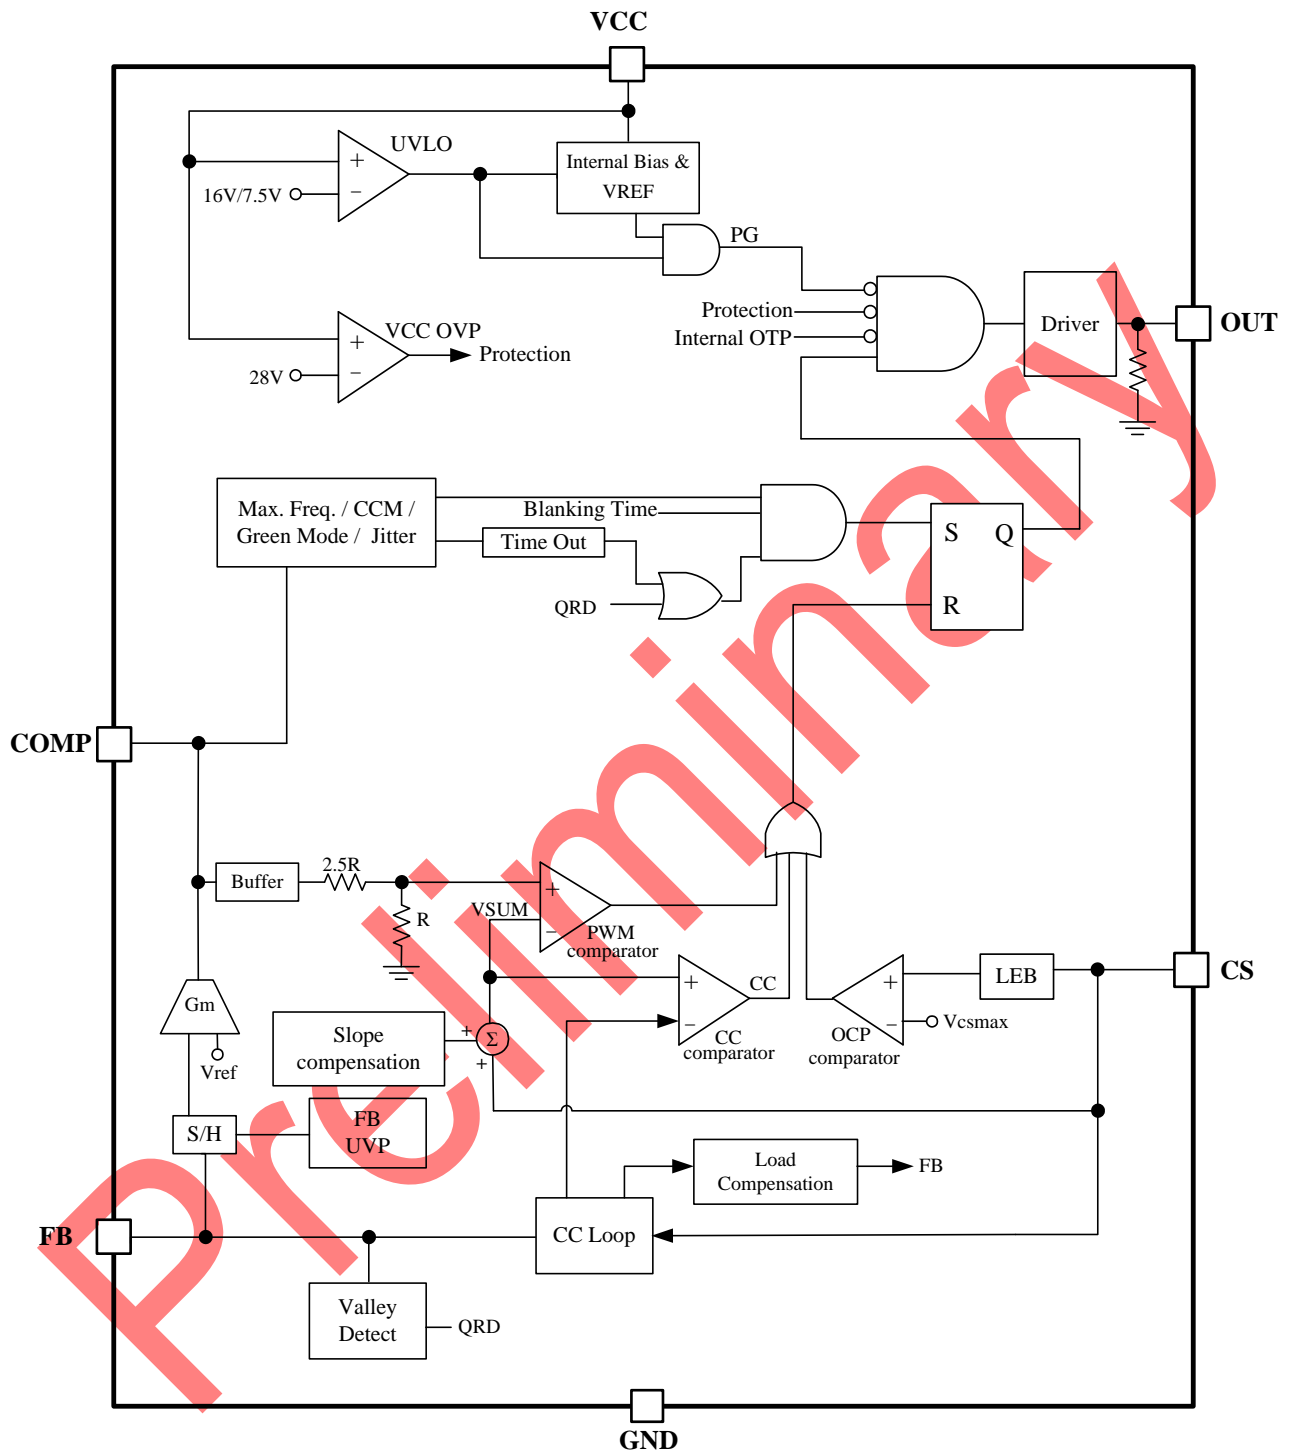 VCC
UVLO
+
−
16V/7.5V
Internal Bias &
VREF
PG
Protection
Internal OTP
Driver
OUT
VCC OVP
+
−
28V
Protection
Max. Freq. / CCM /
Green Mode / Jitter
Blanking Time
Time Out
QRD
S
Q
R
COMP
Buffer
2.5R
R
VSUM
+
−
PWM
comparator
Gm
Vref
Slope
compensation
+
Σ
+
+
−
CC
CC
comparator
+
−
OCP
comparator
LEB
Vcsmax
CS
S/H
FB
UVP
Load
Compensation
FB
FB
CC Loop
Valley
Detect
QRD
GND
Preliminary